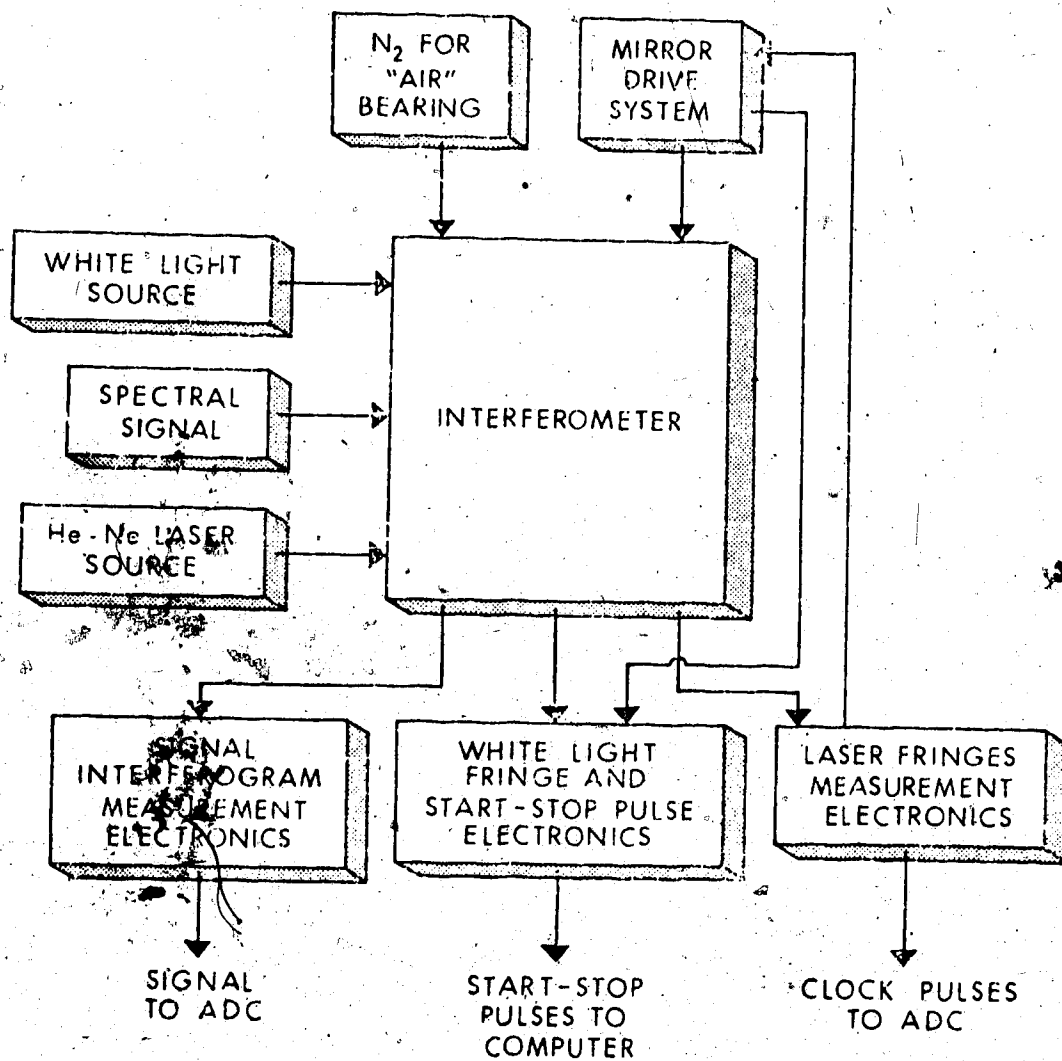 N₂ FOR
"AIR"
BEARING
MIRROR
DRIVE
SYSTEM
WHITE LIGHT
SOURCE
SPECTRAL
SIGNAL
INTERFEROMETER
He-Ne LASER
SOURCE
SIGNAL
INTERFEROGRAM
MEASUREMENT
ELECTRONICS
WHITE LIGHT
FRINGE AND
START-STOP PULSE
ELECTRONICS
LASER FRINGES
MEASUREMENT
ELECTRONICS
SIGNAL
TO ADC
START-STOP
PULSES TO
COMPUTER
CLOCK PULSES
TO ADC